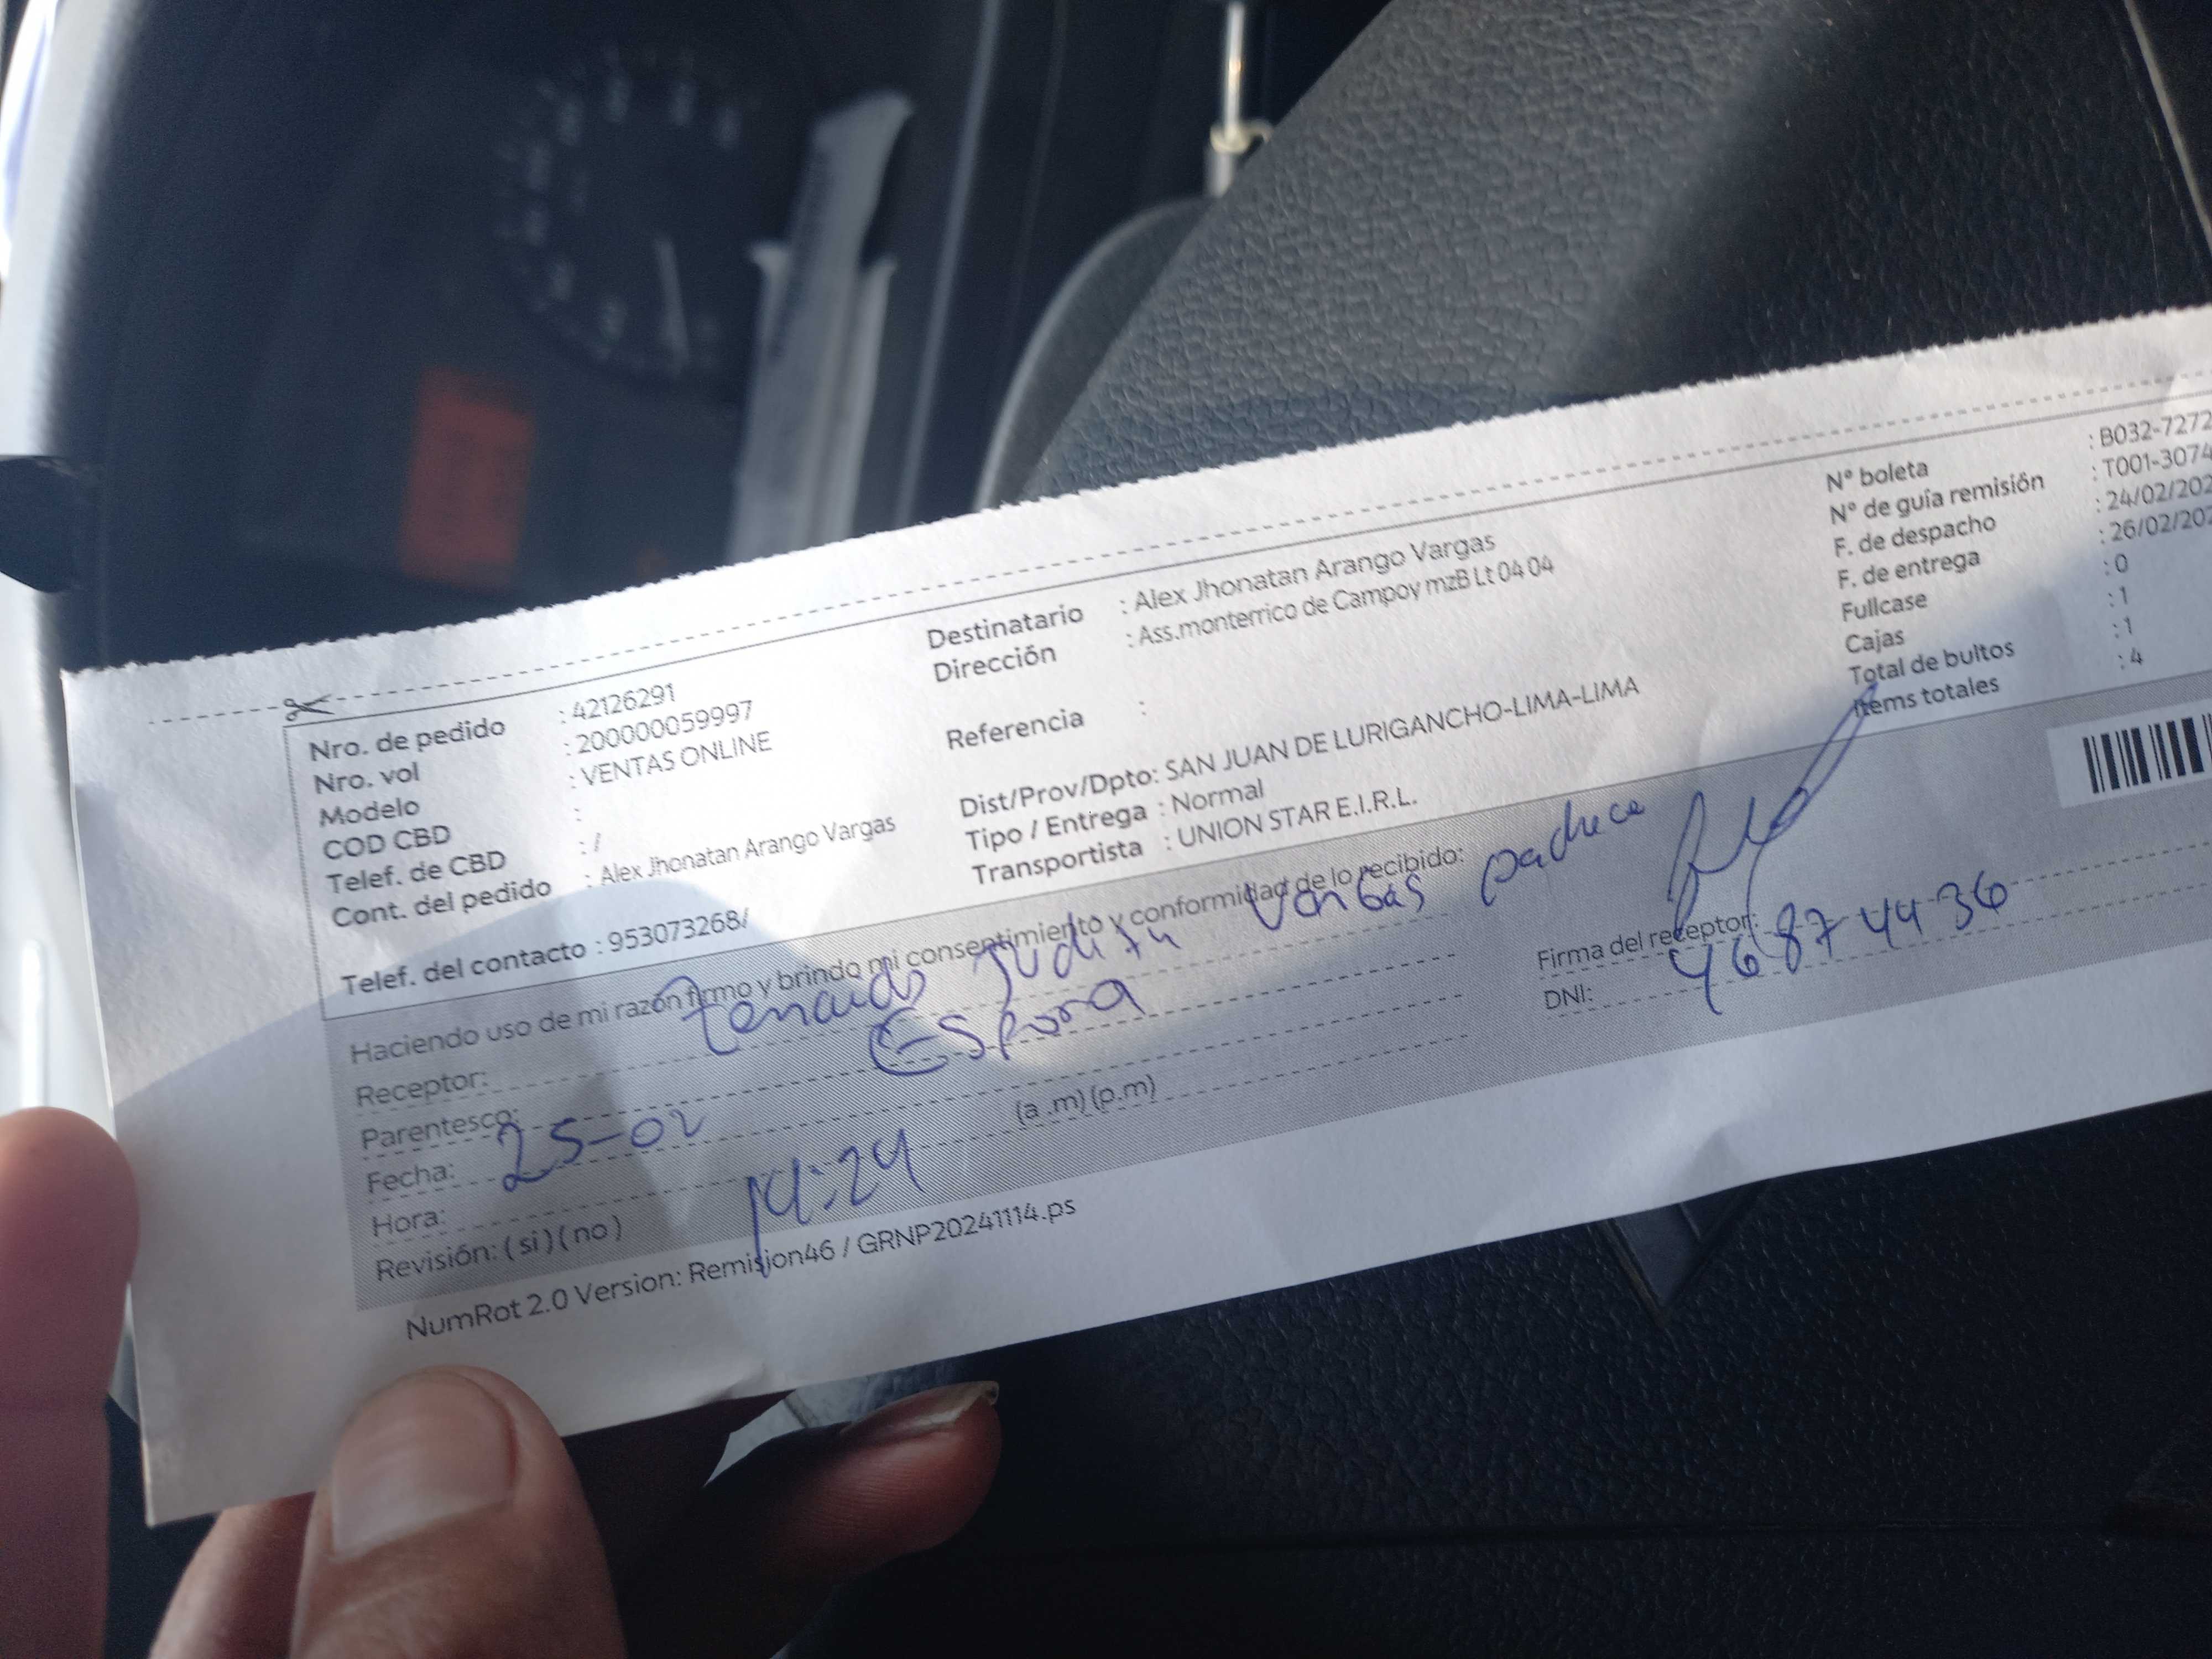 Nro. de pedido : 42126291
Nro. vol : 200000059997
Modelo : VENTAS ONLINE
COD CBD :
Telef. de CBD : /
Cont. del pedido : Alex Jhonatan Arango Vargas
Telef. del contacto : 953073268/
Destinatario : Alex Jhonatan Arango Vargas
Dirección : Ass.monterrico de Campoy mzB Lt 04 04
Referencia :
Dist/Prov/Dpto: SAN JUAN DE LURIGANCHO-LIMA-LIMA
Tipo / Entrega : Normal
Transportista : UNION STAR E.I.R.L.
N° boleta : B032-7272
N° de guía remisión : T001-3074
F. de despacho : 24/02/202
F. de entrega : 26/02/202
Fullcase : 0
Cajas : 1
Total de bultos : 1
Items totales : 4
Haciendo uso de mi razón firmo y brindo mi consentimiento y conformidad de lo recibido:
Receptor: Judith pacheco
Parentesco: Esposa
Fecha: 25-02
Hora: 14:24 (a .m) (p.m)
Revisión: ( si ) ( no )
Firma del receptor:
DNI: 46874436
NumRot 2.0 Version: Remision46 / GRNP20241114.ps